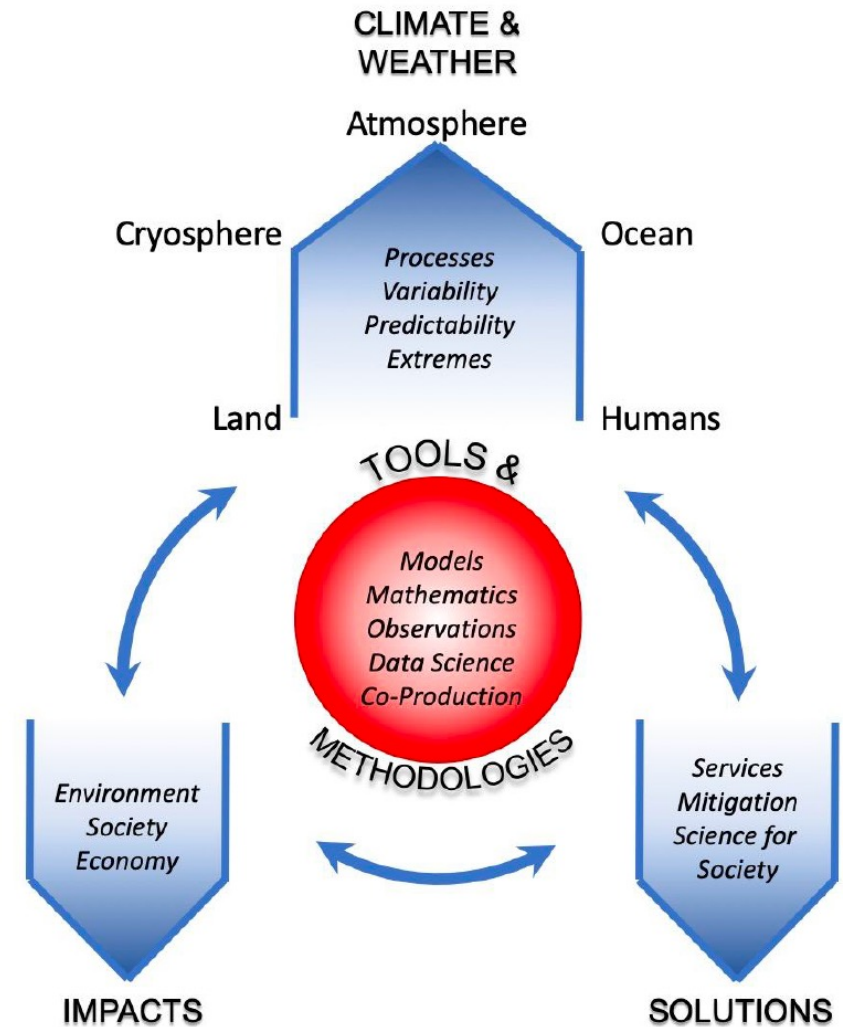 CLIMATE &
WEATHER
Atmosphere
Cryosphere
Ocean
Processes
Variability
Predictability
Extremes
Land
Humans
TOOLS &
Models
Mathematics
Observations
Data Science
Co-Production
METHODOLOGIES
Environment
Society
Economy
Services
Mitigation
Science for
Society
IMPACTS
SOLUTIONS